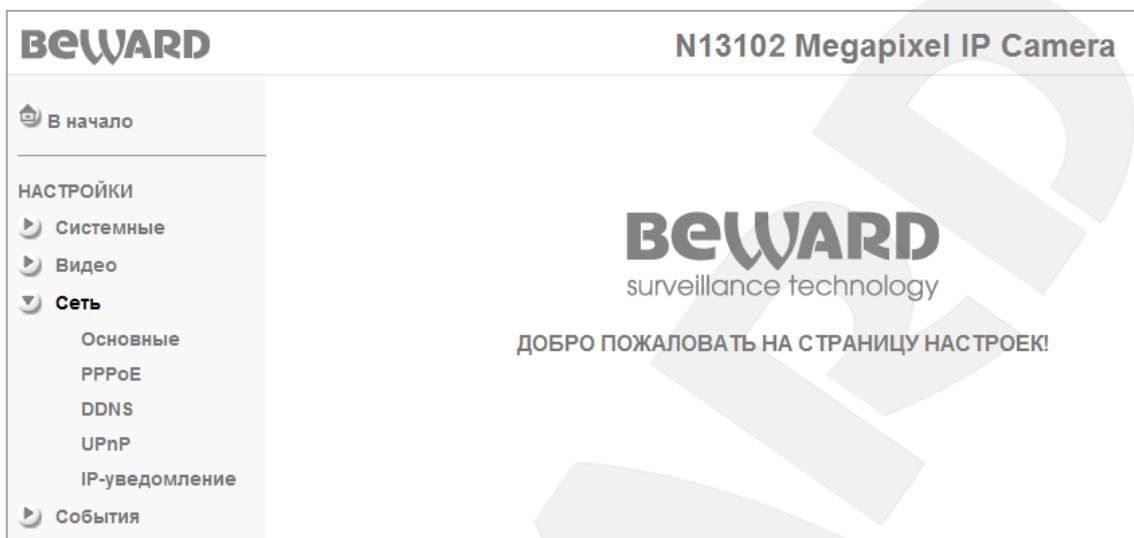 BEWARD
N13102 Megapixel IP Camera
В начало
НАСТРОЙКИ
Системные
Видео
Сеть
Основные
PPPoE
DDNS
UPnP
IP-уведомление
События
BEWARD
surveillance technology
ДОБРО ПОЖАЛОВАТЬ НА СТРАНИЦУ НАСТРОЕК!